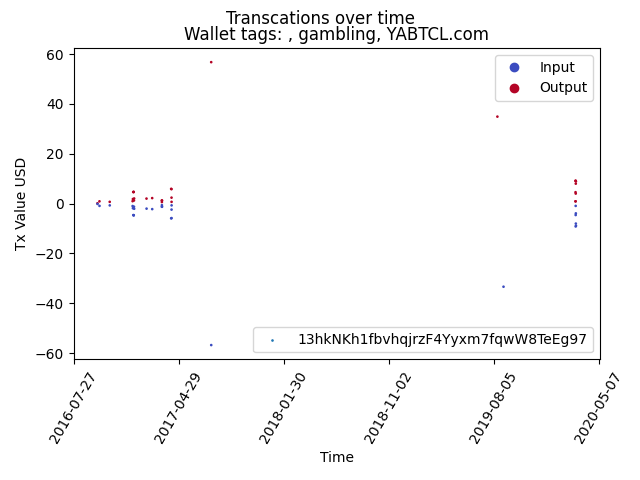 Transcations over time
Wallet tags: , gambling, YABTCL.com
Input
Output
60
40
20
0
−20
−40
−60
Tx Value USD
13hkNKh1fbvhqjrzF4Yyxm7fqwW8TeEg97
2016-07-27
2017-04-29
2018-01-30
2018-11-02
2019-08-05
2020-05-07
Time